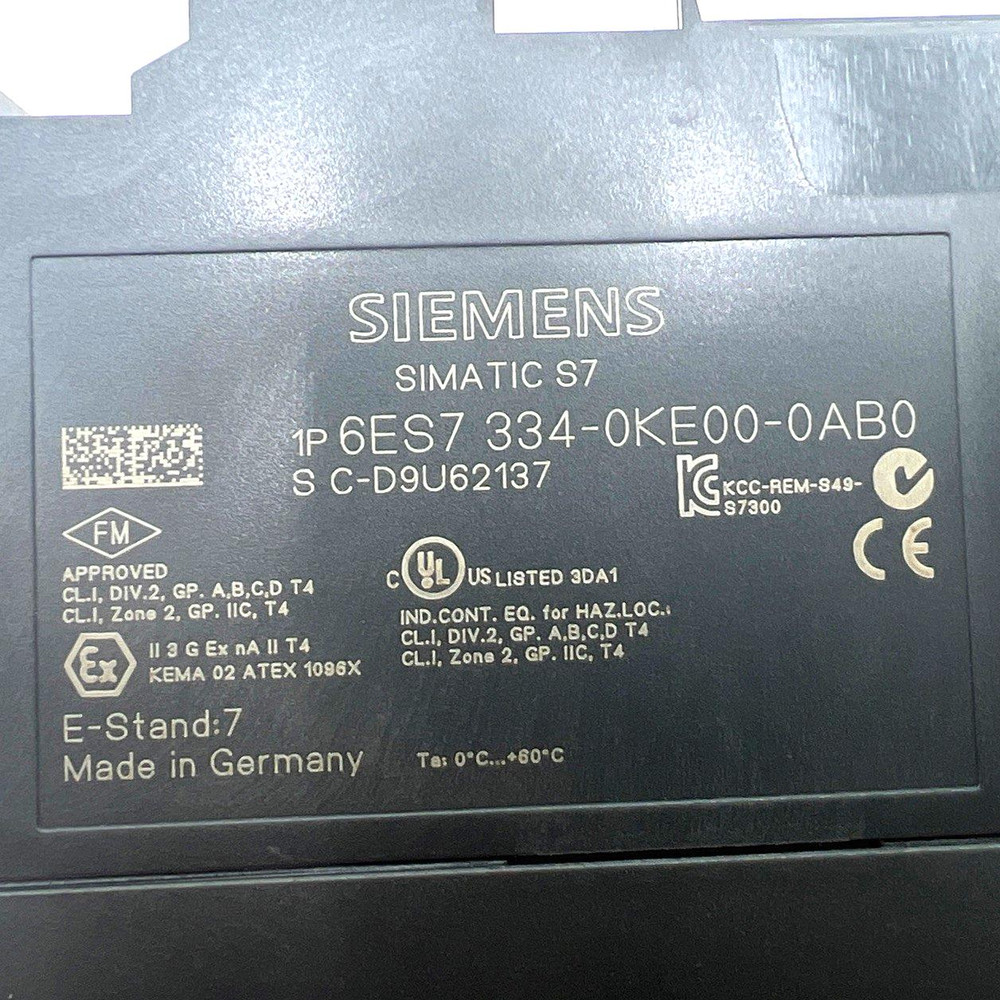 SIEMENS
SIMATIC S7
1P 6ES7 334-0KE00-0AB0
S C-D9U62137
KCC-REM-S49-
S7300
FM
APPROVED
CL.I, DIV.2, GP. A,B,C,D T4
CL.I, Zone 2, GP. IIC, T4
C UL US LISTED 3DA1
IND.CONT. EQ. for HAZ.LOC.:
CL.I, DIV.2, GP. A,B,C,D T4
CL.I, Zone 2, GP. IIC, T4
CE
Ex
II 3 G Ex nA II T4
KEMA 02 ATEX 1096X
E-Stand:7
Made in Germany
Ta: 0°C...+60°C